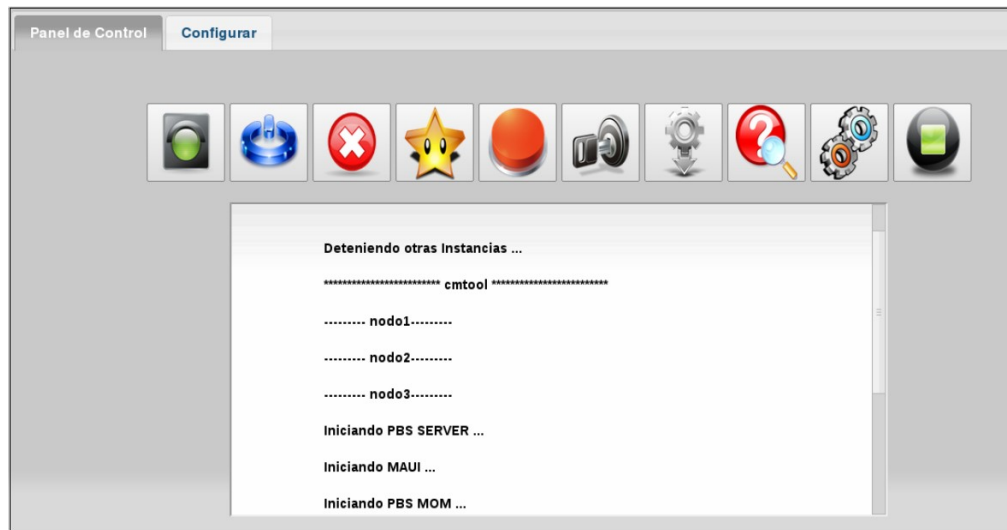 Panel de Control
Configurar
Deteniendo otras Instancias ...
************************* cmtool *************************
--------- nodo1---------
--------- nodo2---------
--------- nodo3---------
Iniciando PBS SERVER ...
Iniciando MAUI ...
Iniciando PBS MOM ...